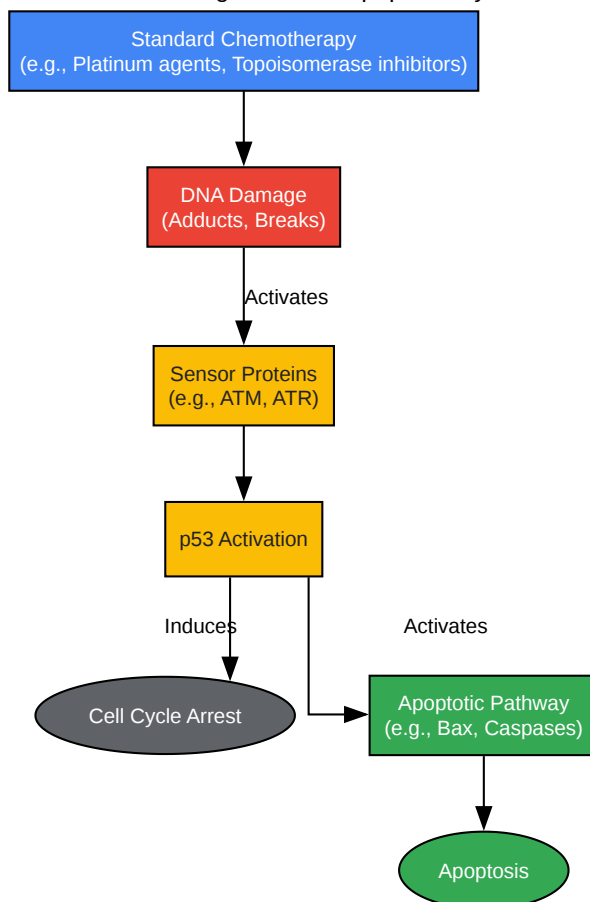 Standard Chemotherapy
(e.g., Platinum agents, Topoisomerase inhibitors)
DNA Damage
(Adducts, Breaks)
Activates
Sensor Proteins
(e.g., ATM, ATR)
p53 Activation
Induces
Activates
Cell Cycle Arrest
Apoptotic Pathway
(e.g., Bax, Caspases)
Apoptosis